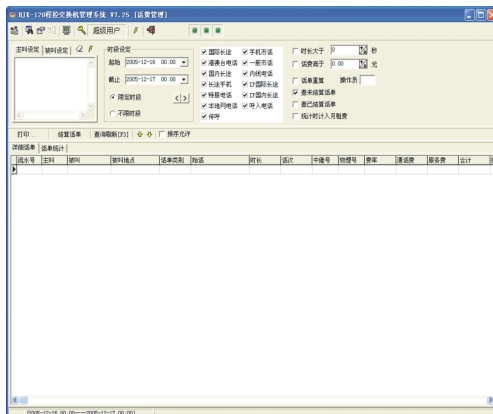 HJK-120程控交换机管理系统 V7.25 [话费管理]
超级用户
主叫设定 被叫设定
时段设定
起始 2005-12-16 00:00
截止 2005-12-17 00:00
限定时段
不限时段
国际长途 手机市话
港澳台电话 一般市话
国内长途 内线电话
长途手机 IP国际长途
特服电话 IP国内长途
本地网电话 呼入电话
传呼
时长大于 0 秒
话费高于 0.00 元
话单重算 操作员
查未结算话单
查已结算话单
统计时计入月租费
打印... 结算话单 查询刷新[F3] 排序允许
详细话单 话单统计
流水号 主叫 被叫 被叫地点 话单类别 始话 时长 话次 中继号 物理号 费率 通话费 服务费 合计
(2005-12-16 00:00---2005-12-17 00:00)